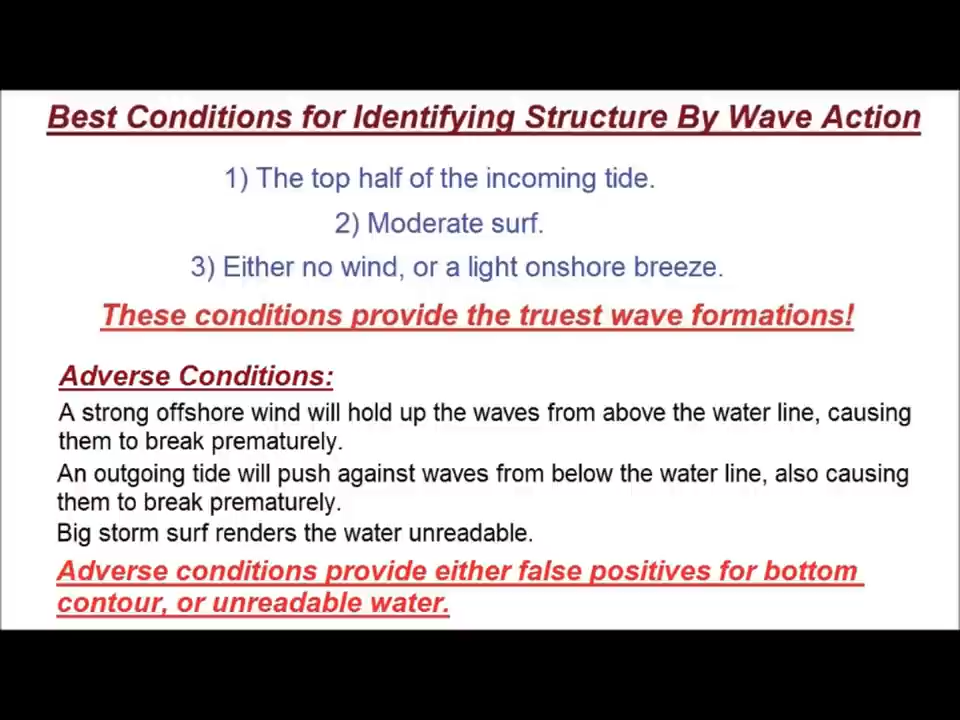 Best Conditions for Identifying Structure By Wave Action
1) The top half of the incoming tide.
2) Moderate surf.
3) Either no wind, or a light onshore breeze.
These conditions provide the truest wave formations!
Adverse Conditions:
A strong offshore wind will hold up the waves from above the water line, causing
them to break prematurely.
An outgoing tide will push against waves from below the water line, also causing
them to break prematurely.
Big storm surf renders the water unreadable.
Adverse conditions provide either false positives for bottom
contour, or unreadable water.